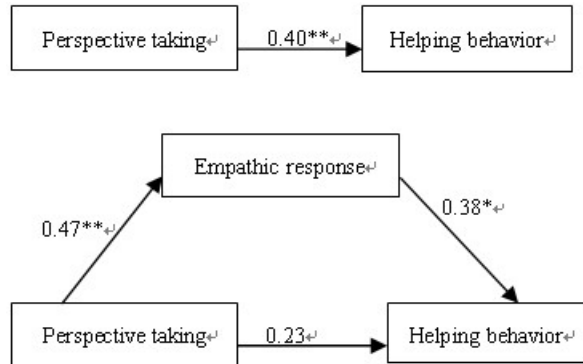 Perspective taking↵
0.40**↵
Helping behavior↵
Empathic response↵
0.47**↵
0.38*↵
Perspective taking↵
0.23↵
Helping behavior↵